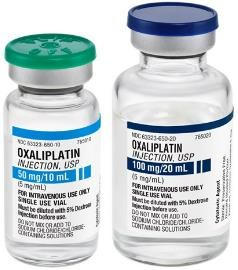 NDC 63323-650-10
OXALIPLATIN
INJECTION, USP
50 mg/10 mL
(5 mg/mL)
FOR INTRAVENOUS USE ONLY
SINGLE USE VIAL
Must be diluted with 5% Dextrose
Injection before use.
DO NOT MIX OR ADD TO
SODIUM CHLORIDE/CHLORIDE-
CONTAINING SOLUTIONS
NDC 63323-650-20
OXALIPLATIN
INJECTION, USP
100 mg/20 mL
(5 mg/mL)
FOR INTRAVENOUS USE ONLY
SINGLE USE VIAL
Must be diluted with 5% Dextrose
Injection before use.
DO NOT MIX OR ADD TO
SODIUM CHLORIDE/CHLORIDE-
CONTAINING SOLUTIONS
Cytotoxic Agent